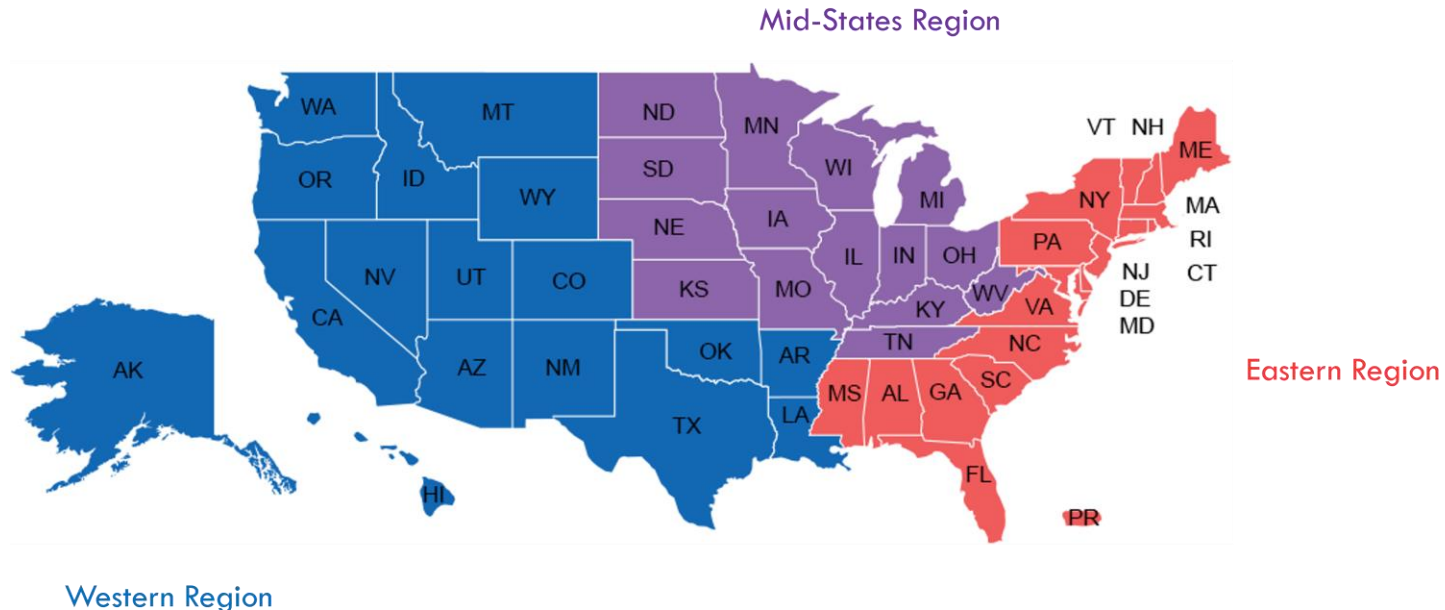 Mid-States Region
WA
MT
ND
MN
VT NH
ME
OR
ID
SD
WI
WY
MI
NY
NE
IA
MA
PA
RI
NV
UT
CO
IL
IN
OH
NJ
CT
KS
MO
WV
DE
CA
KY
VA
MD
TN
NC
AK
AZ
NM
OK
AR
Eastern Region
MS
AL
GA
SC
TX
LA
FL
HI
PR
Western Region